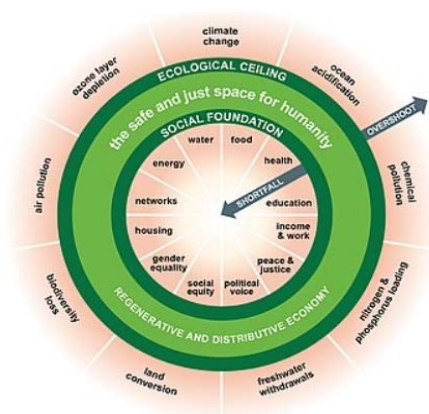 climate
change
ocean
acidification
chemical
pollution
nitrogen &
phosphorus loading
freshwater
withdrawals
land
conversion
biodiversity
loss
air pollution
ozone layer
depletion
ECOLOGICAL CEILING
the safe and just space for humanity
SOCIAL FOUNDATION
OVERSHOOT
SHORTFALL
water
food
health
education
income
& work
peace &
justice
political
voice
social
equity
gender
equality
housing
networks
energy
REGENERATIVE AND DISTRIBUTIVE ECONOMY